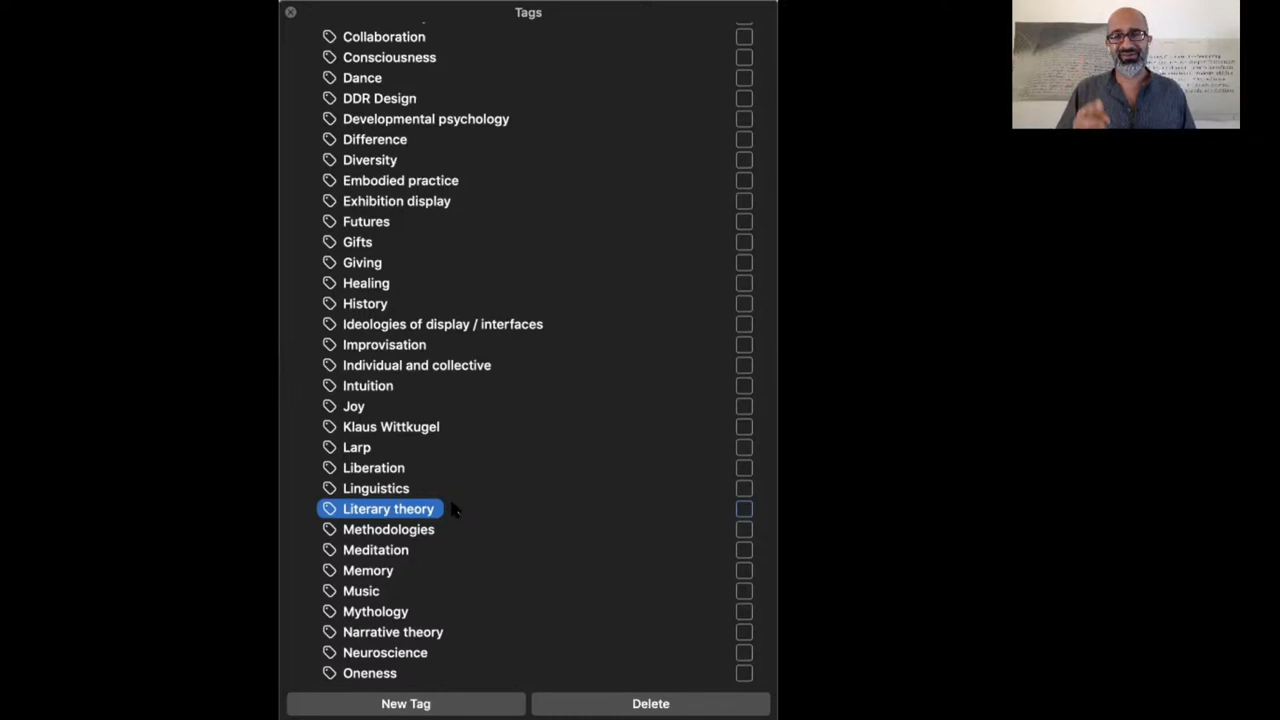 Tags
Collaboration
Consciousness
Dance
DDR Design
Developmental psychology
Difference
Diversity
Embodied practice
Exhibition display
Futures
Gifts
Giving
Healing
History
Ideologies of display / interfaces
Improvisation
Individual and collective
Intuition
Joy
Klaus Wittkugel
Larp
Liberation
Linguistics
Literary theory
Methodologies
Meditation
Memory
Music
Mythology
Narrative theory
Neuroscience
Oneness
New Tag
Delete